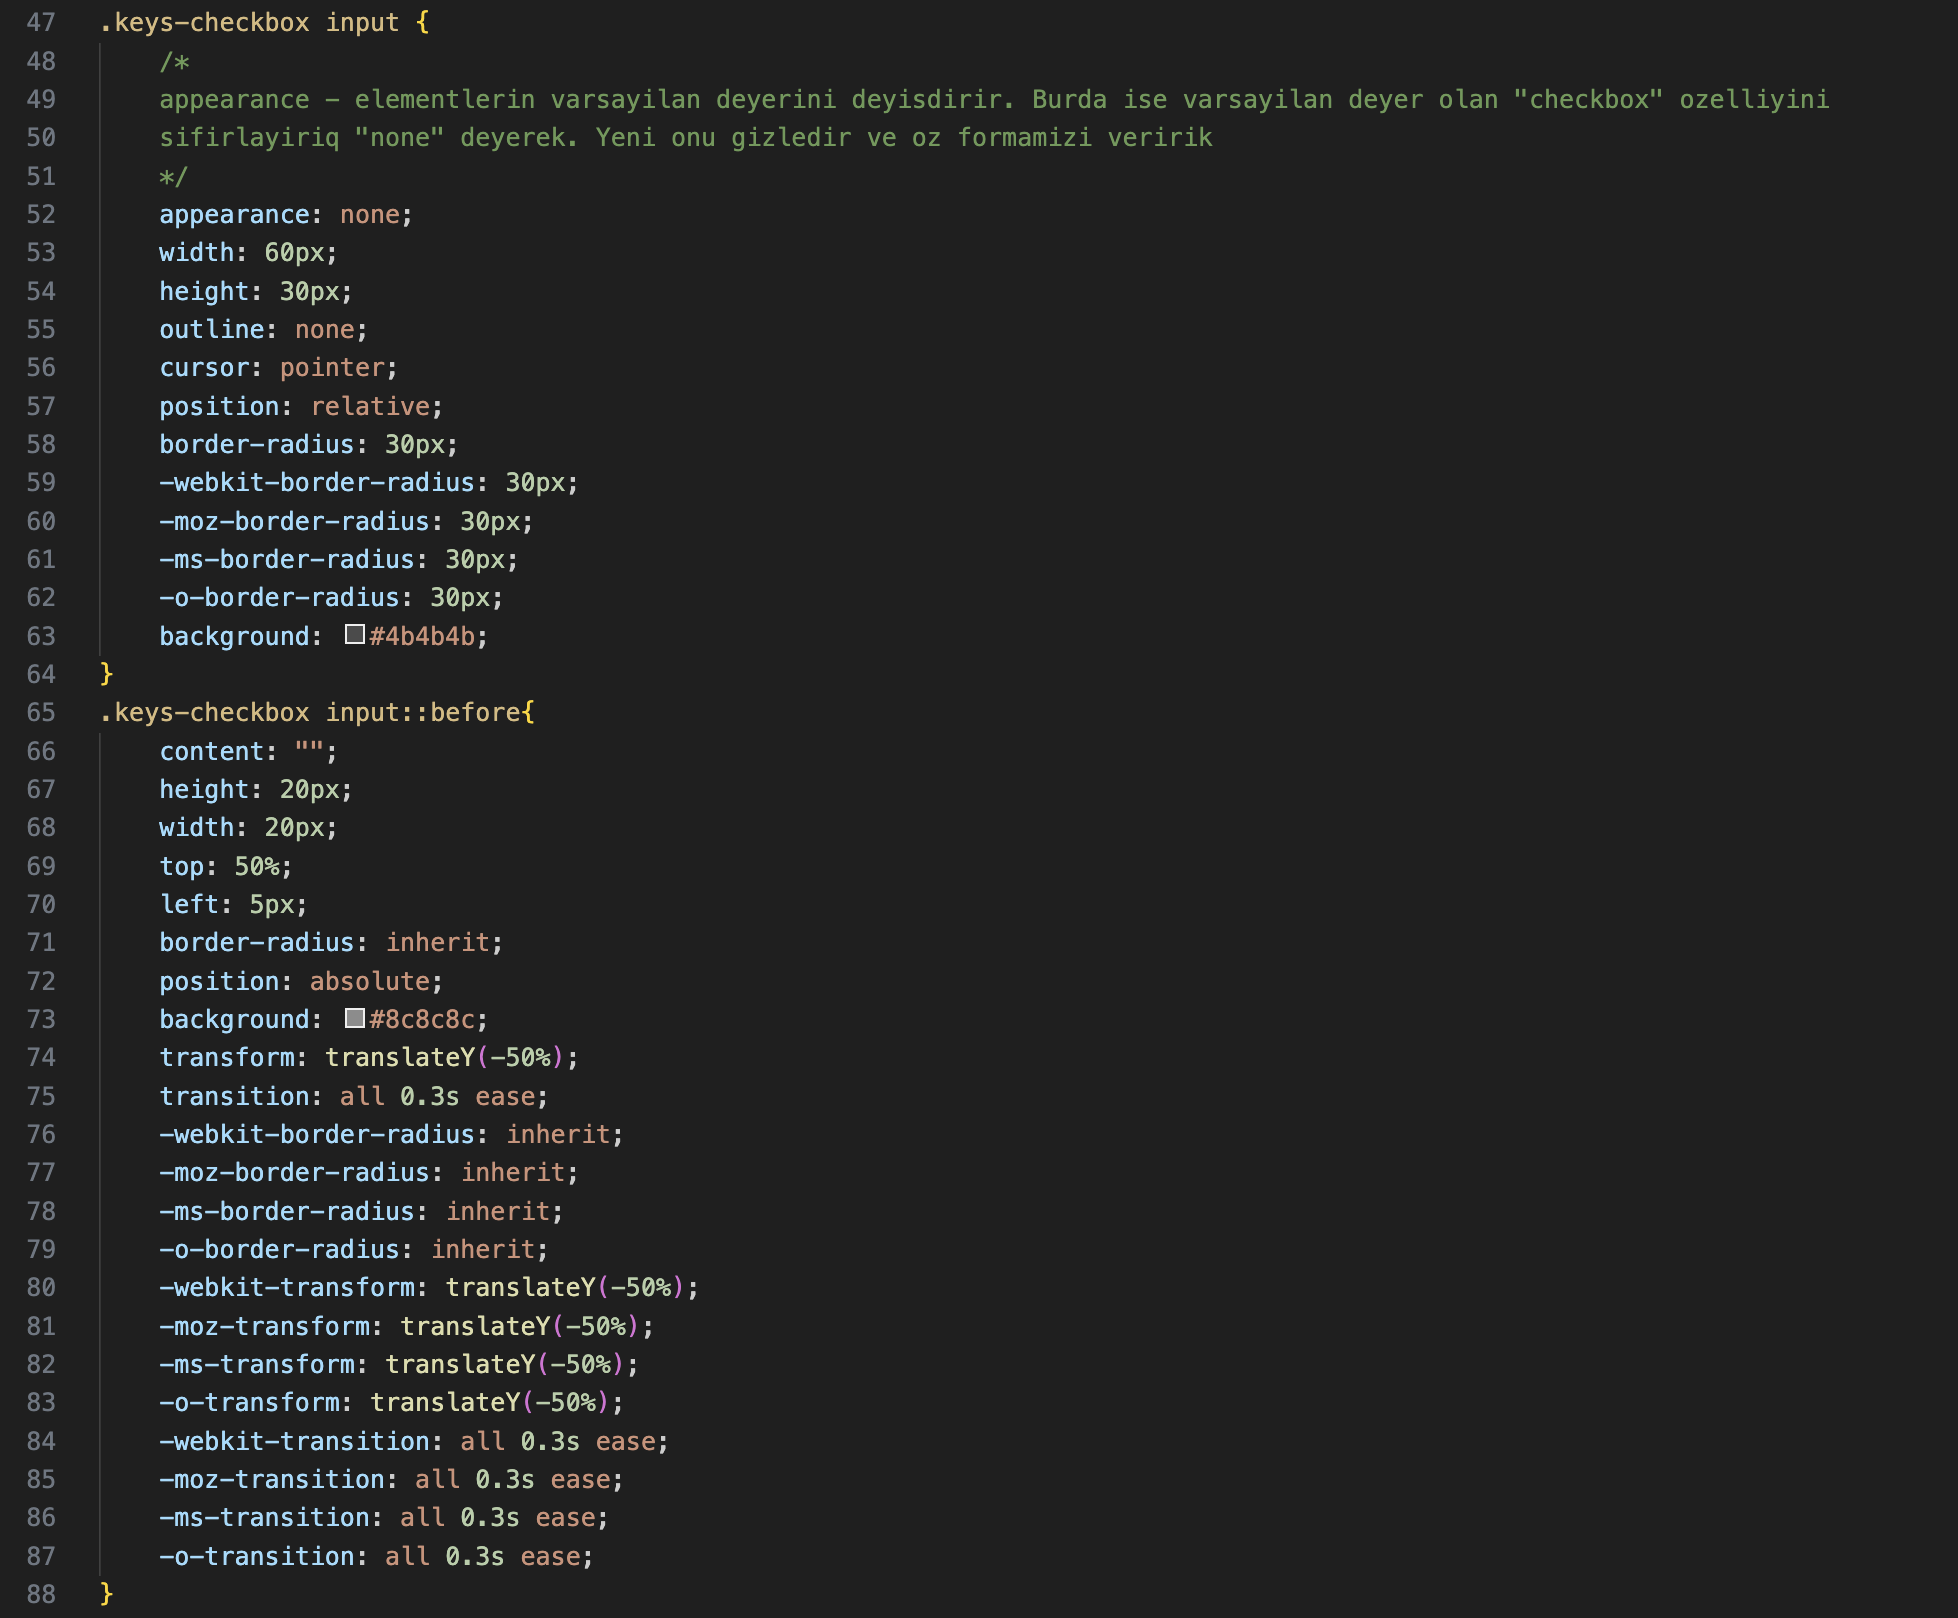 47 .keys-checkbox input {
48 /*
49 appearance - elementlerin varsayilan deyerini deyisdirir. Burda ise varsayilan deyer olan "checkbox" ozelliyini
50 sifirlayiriq "none" deyerek. Yeni onu gizledir ve oz formamizi veririk
51 */
52 appearance: none;
53 width: 60px;
54 height: 30px;
55 outline: none;
56 cursor: pointer;
57 position: relative;
58 border-radius: 30px;
59 -webkit-border-radius: 30px;
60 -moz-border-radius: 30px;
61 -ms-border-radius: 30px;
62 -o-border-radius: 30px;
63 background: #4b4b4b;
64 }
65 .keys-checkbox input::before{
66 content: "";
67 height: 20px;
68 width: 20px;
69 top: 50%;
70 left: 5px;
71 border-radius: inherit;
72 position: absolute;
73 background: #8c8c8c;
74 transform: translateY(-50%);
75 transition: all 0.3s ease;
76 -webkit-border-radius: inherit;
77 -moz-border-radius: inherit;
78 -ms-border-radius: inherit;
79 -o-border-radius: inherit;
80 -webkit-transform: translateY(-50%);
81 -moz-transform: translateY(-50%);
82 -ms-transform: translateY(-50%);
83 -o-transform: translateY(-50%);
84 -webkit-transition: all 0.3s ease;
85 -moz-transition: all 0.3s ease;
86 -ms-transition: all 0.3s ease;
87 -o-transition: all 0.3s ease;
88 }